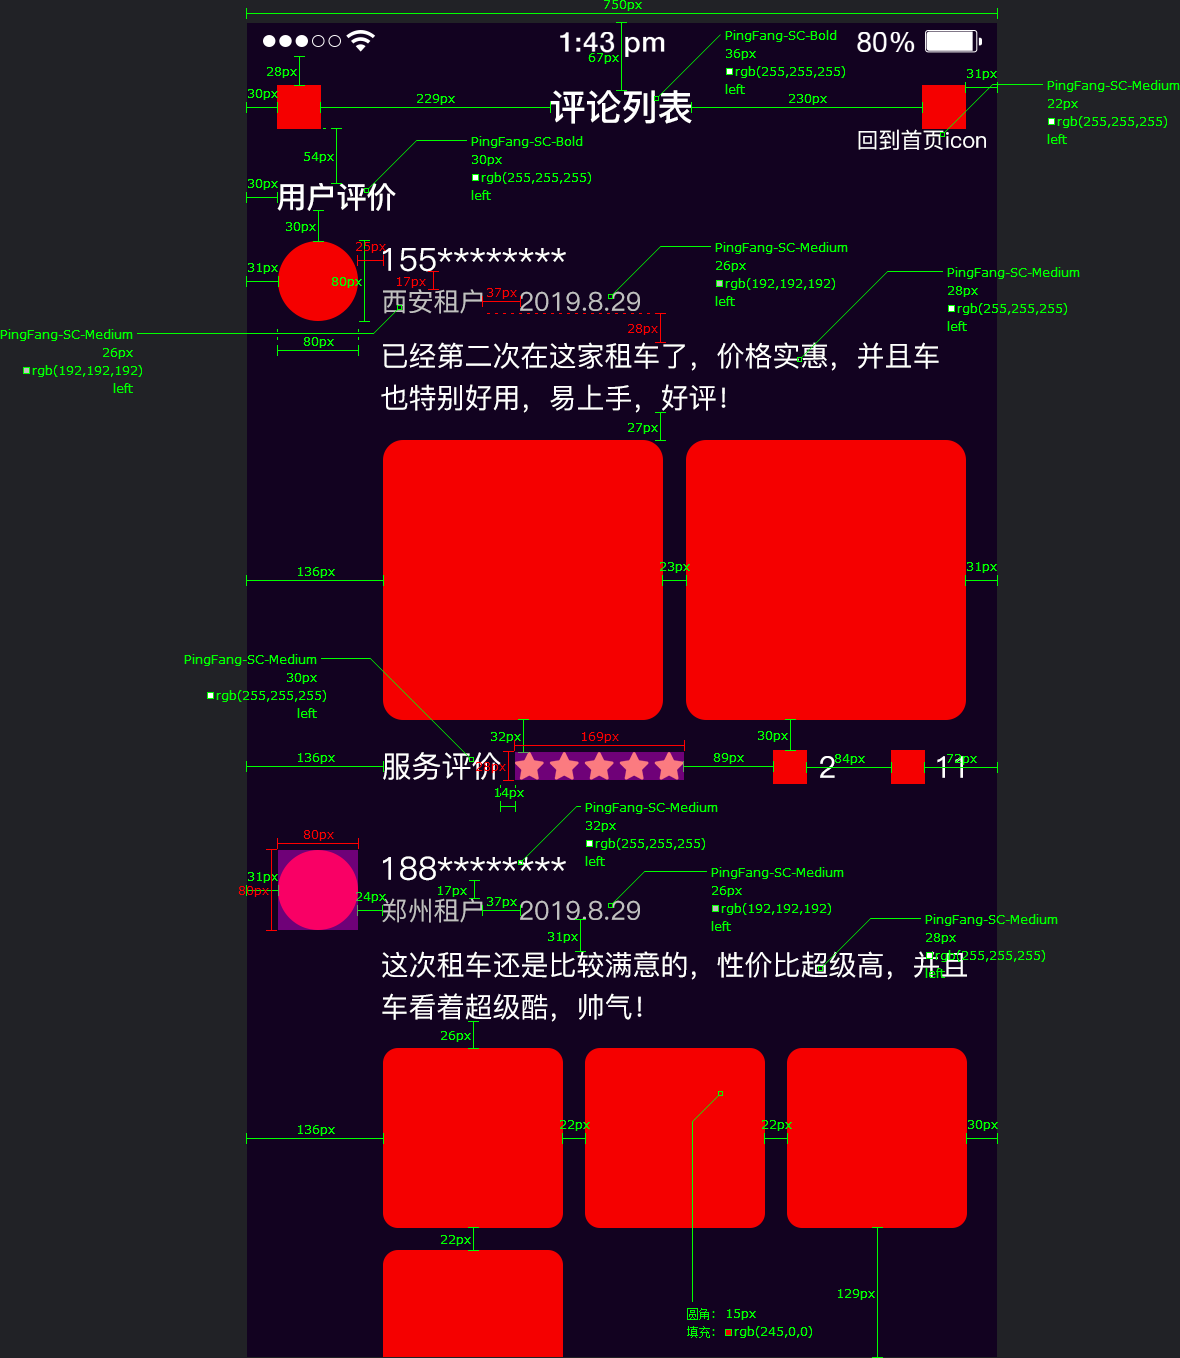 750px
1:43 pm
80%
67px
PingFang-SC-Bold
36px
rgb(255,255,255)
left
28px
30px
229px
评论列表
230px
31px
PingFang-SC-Medium
22px
rgb(255,255,255)
left
回到首页icon
54px
PingFang-SC-Bold
30px
rgb(255,255,255)
left
30px
用户评价
30px
31px
80px
25px
155********
17px
西安租户
37px
2019.8.29
PingFang-SC-Medium
26px
rgb(192,192,192)
left
PingFang-SC-Medium
28px
rgb(255,255,255)
left
28px
PingFang-SC-Medium
26px
rgb(192,192,192)
left
80px
已经第二次在这家租车了，价格实惠，并且车
也特别好用，易上手，好评！
27px
136px
23px
31px
PingFang-SC-Medium
30px
rgb(255,255,255)
left
32px
169px
30px
136px
服务评价
89px
2
84px
11
72px
14px
PingFang-SC-Medium
32px
rgb(255,255,255)
left
80px
31px
80px
24px
188********
17px
郑州租户
37px
2019.8.29
PingFang-SC-Medium
26px
rgb(192,192,192)
left
31px
PingFang-SC-Medium
28px
rgb(255,255,255)
left
这次租车还是比较满意的，性价比超级高，并且
车看着超级酷，帅气！
26px
136px
22px
22px
30px
22px
129px
圆角：15px
填充：rgb(245,0,0)